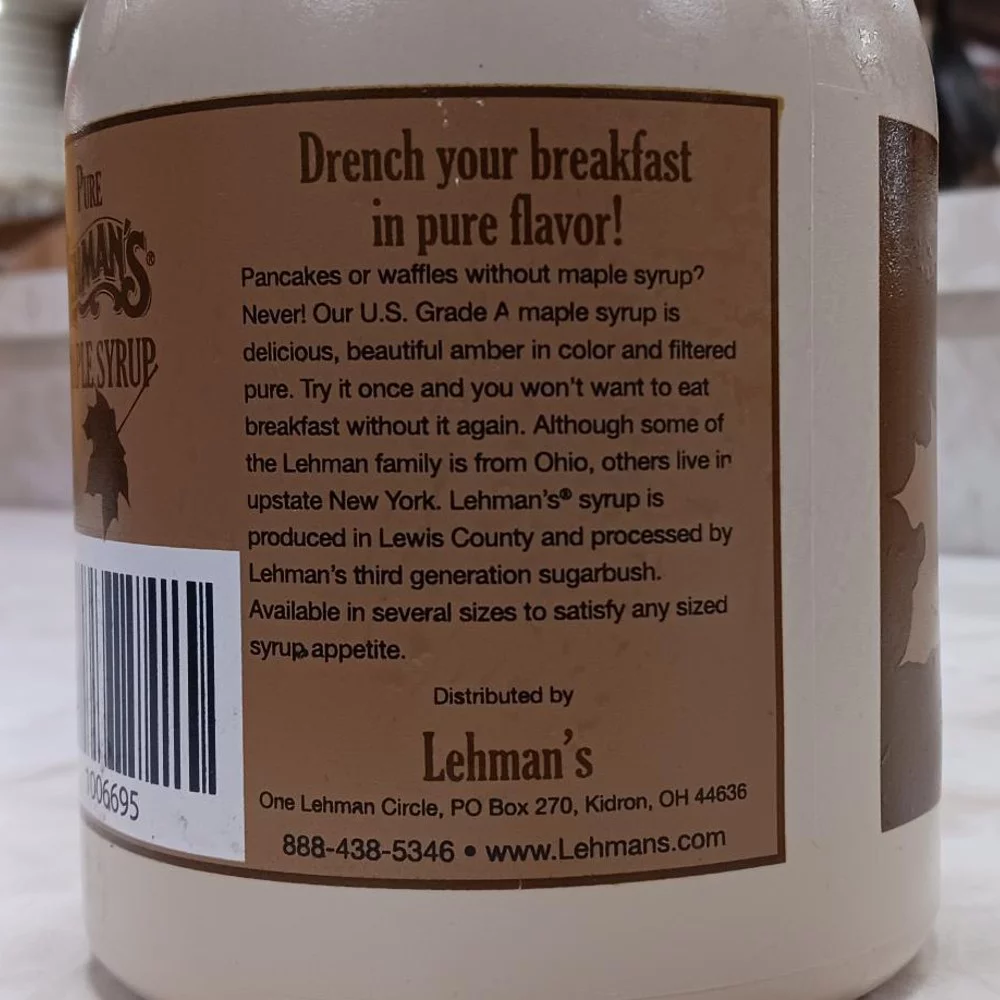 PURE
MAN'S®
PLE SYRUP
1006695
Drench your breakfast
in pure flavor!
Pancakes or waffles without maple syrup?
Never! Our U.S. Grade A maple syrup is
delicious, beautiful amber in color and filtered
pure. Try it once and you won't want to eat
breakfast without it again. Although some of
the Lehman family is from Ohio, others live in
upstate New York. Lehman's® syrup is
produced in Lewis County and processed by
Lehman's third generation sugarbush.
Available in several sizes to satisfy any sized
syrup appetite.
Distributed by
Lehman's
One Lehman Circle, PO Box 270, Kidron, OH 44636
888-438-5346 • www.Lehmans.com